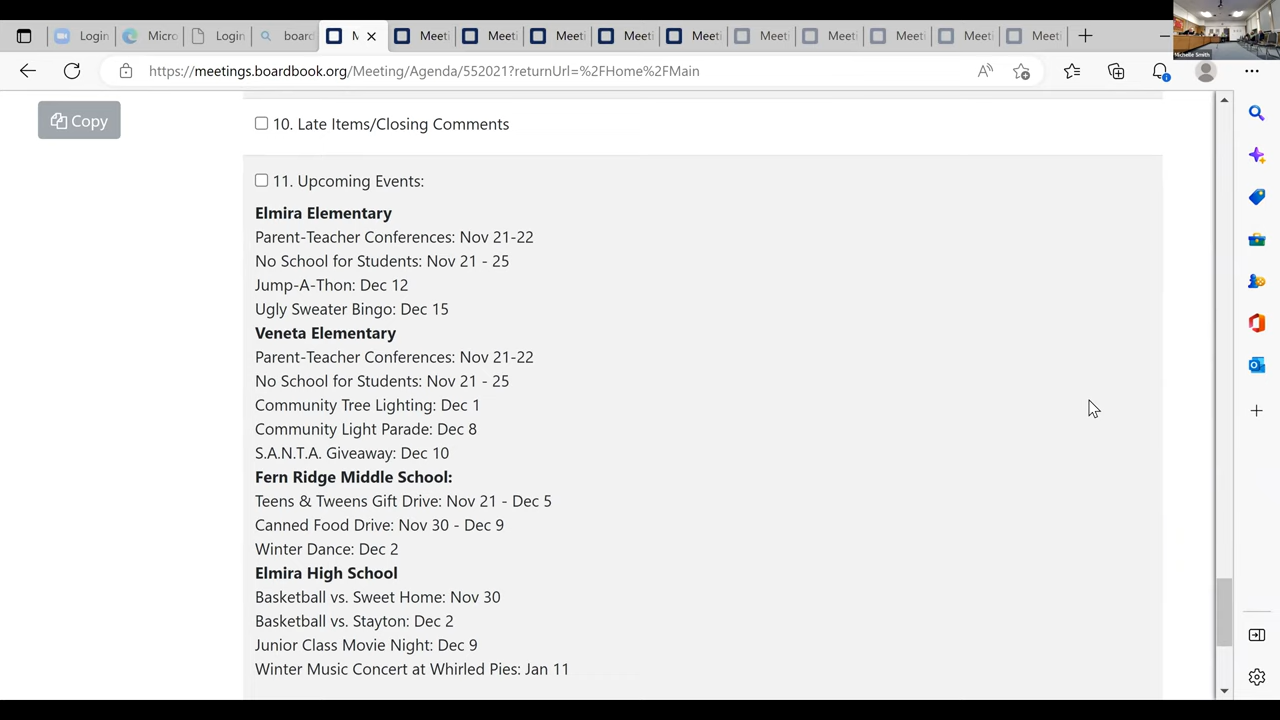 Login
Micro
Login
board
M
Meeti
Meeti
Meeti
Meeti
Meeti
Meeti
Meeti
Meeti
Meeti
Meeti
https://meetings.boardbook.org/Meeting/Agenda/552021?returnUrl=%2FHome%2FMain
Michelle Smith
Copy
10. Late Items/Closing Comments
11. Upcoming Events:
Elmira Elementary
Parent-Teacher Conferences: Nov 21-22
No School for Students: Nov 21 - 25
Jump-A-Thon: Dec 12
Ugly Sweater Bingo: Dec 15
Veneta Elementary
Parent-Teacher Conferences: Nov 21-22
No School for Students: Nov 21 - 25
Community Tree Lighting: Dec 1
Community Light Parade: Dec 8
S.A.N.T.A. Giveaway: Dec 10
Fern Ridge Middle School:
Teens & Tweens Gift Drive: Nov 21 - Dec 5
Canned Food Drive: Nov 30 - Dec 9
Winter Dance: Dec 2
Elmira High School
Basketball vs. Sweet Home: Nov 30
Basketball vs. Stayton: Dec 2
Junior Class Movie Night: Dec 9
Winter Music Concert at Whirled Pies: Jan 11